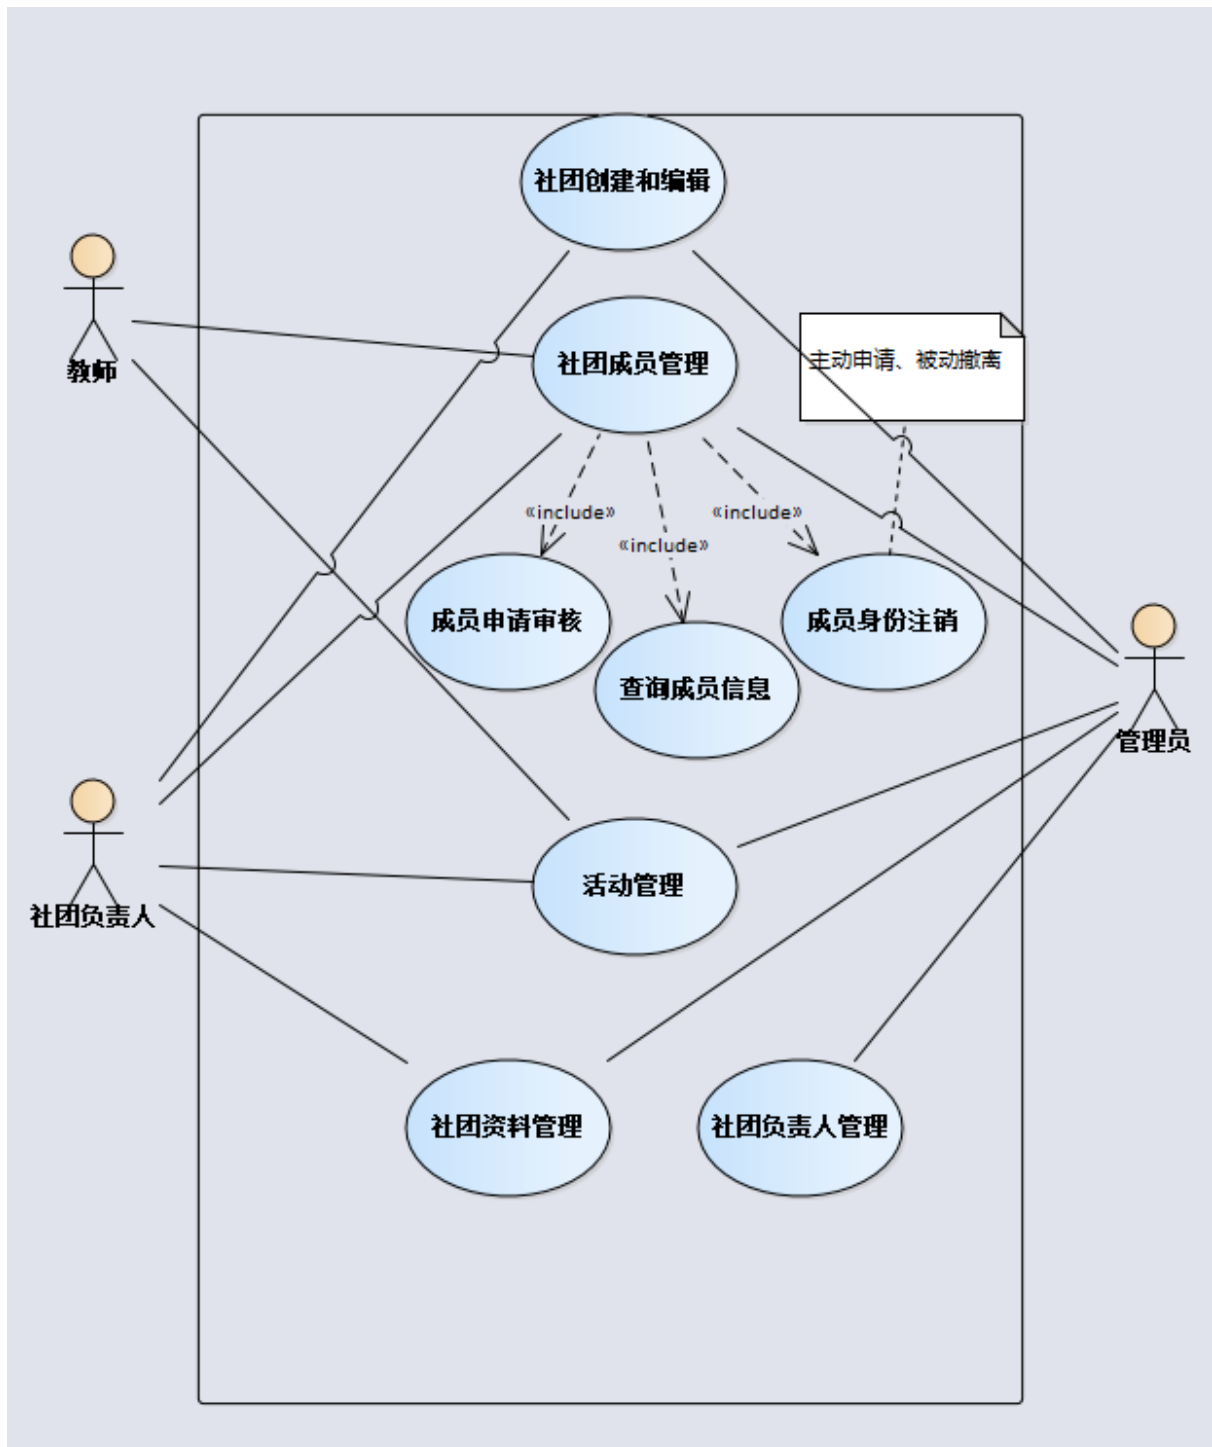 社团创建和编辑
社团成员管理
主动申请、被动撤离
教师
«include»
«include»
«include»
成员申请审核
成员身份注销
查询成员信息
管理员
活动管理
社团负责人
社团资料管理
社团负责人管理